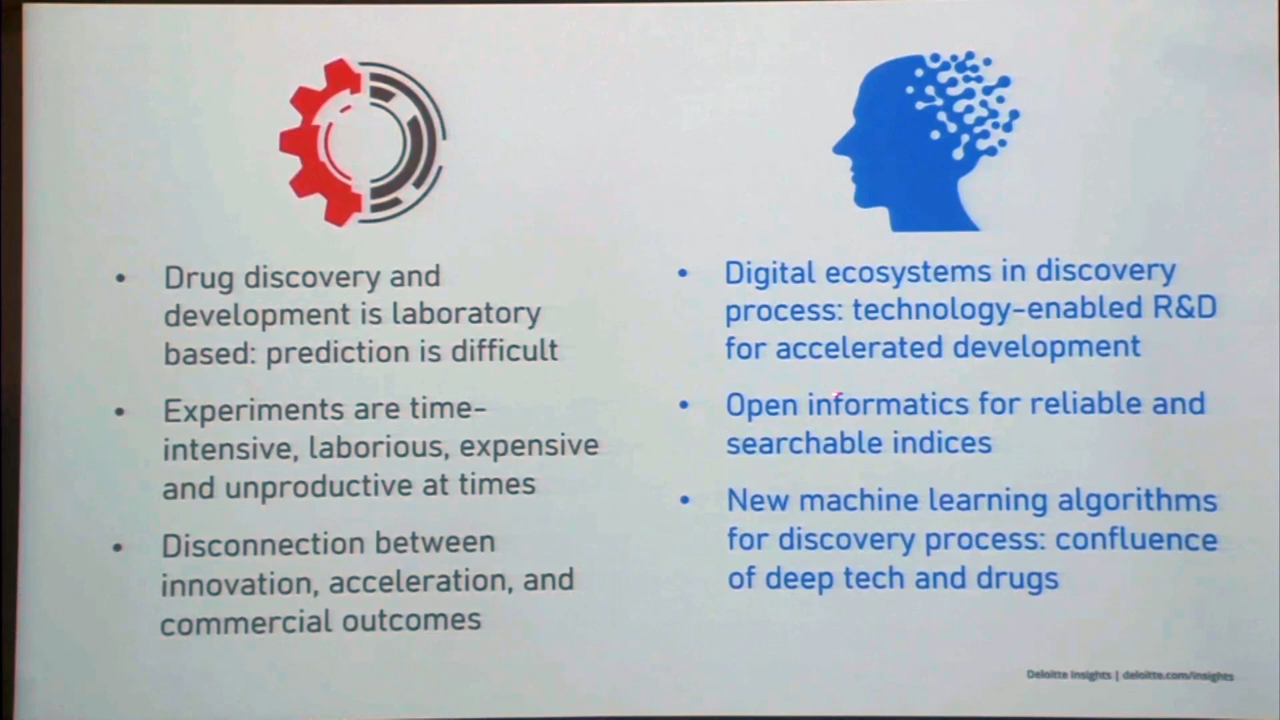 • Drug discovery and
development is laboratory
based: prediction is difficult
• Experiments are time-
intensive, laborious, expensive
and unproductive at times
• Disconnection between
innovation, acceleration, and
commercial outcomes
• Digital ecosystems in discovery
process: technology-enabled R&D
for accelerated development
• Open informatics for reliable and
searchable indices
• New machine learning algorithms
for discovery process: confluence
of deep tech and drugs
Deloitte Insights | deloitte.com/insights